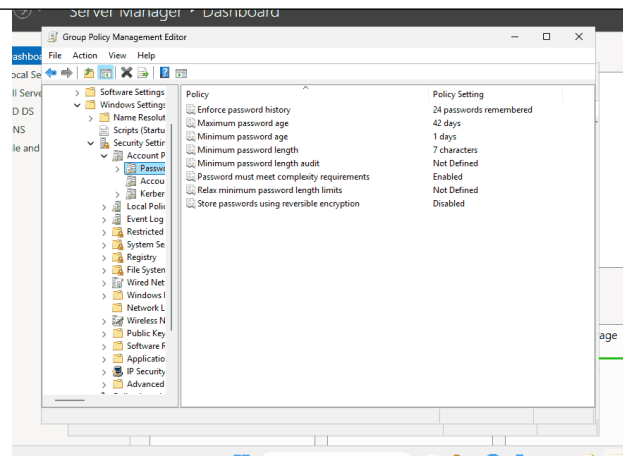 Server Manager • Dashboard
Group Policy Management Editor
File Action View Help
Software Settings
Windows Settings
Name Resolut
Scripts (Startu
Security Settin
Account P
Passwo
Accou
Kerber
Local Polic
Event Log
Restricted
System Se
Registry
File System
Wired Net
Windows
Network L
Wireless N
Public Key
Software R
Applicatio
IP Security
Advanced
Policy Policy Setting
Enforce password history 24 passwords remembered
Maximum password age 42 days
Minimum password age 1 days
Minimum password length 7 characters
Minimum password length audit Not Defined
Password must meet complexity requirements Enabled
Relax minimum password length limits Not Defined
Store passwords using reversible encryption Disabled
ashboa
ocal Se
ll Serve
D DS
NS
le and
age